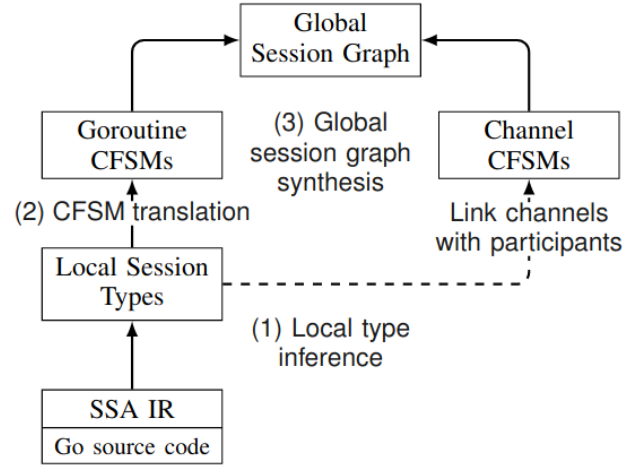 Global
Session Graph
Goroutine
CFSMs
(3) Global
session graph
synthesis
Channel
CFSMs
(2) CFSM translation
Link channels
with participants
Local Session
Types
(1) Local type
inference
SSA IR
Go source code